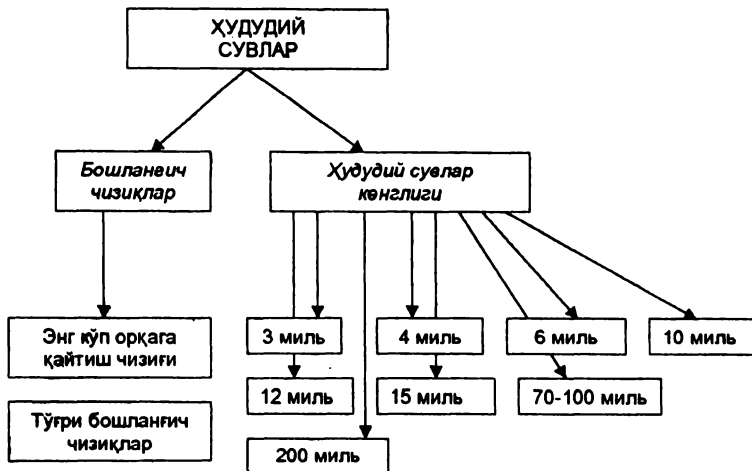 ҲУДУДИЙ
СУВЛАР
Бошланғич
чизиқлар
Ҳудудий сувлар
кенглиги
Энг кўп орқага
қайтиш чизиғи
3 миль
4 миль
6 миль
10 миль
12 миль
15 миль
70-100 миль
Тўғри бошланғич
чизиқлар
200 миль